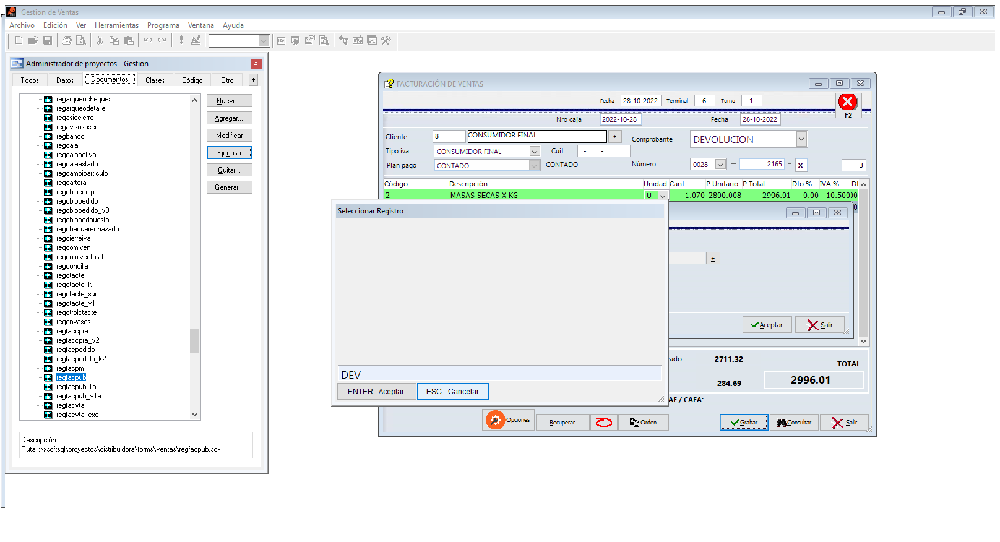 Gestion de Ventas
Archivo Edición Ver Herramientas Programa Ventana Ayuda
Administrador de proyectos - Gestion
Todos Datos Documentos Clases Código Otro
regarqueocheques
regarqueodetalle
regasiecierre
regavisosuser
regbanco
regcaja
regcajaactiva
regcajaestado
regcambioarticulo
regcartera
regcbiocomp
regcbiopedido
regcbiopedido_v0
regcbiopedpuesto
regchequerechazado
regcierreiva
regcomiven
regcomiventotal
regconcilia
regctacte
regctacte_k
regctacte_suc
regctacte_v1
regctrolctacte
regenvases
regfaccpra
regfaccpra_v2
regfacpedido
regfacpedido_k2
regfacpm
regfacpub
regfacpub_lib
regfacpub_v1a
regfacvta
regfacvta_exe
Nuevo...
Agregar...
Modificar
Ejecutar
Quitar...
Generar...
Descripción:
Ruta j:\xsoftsql\proyectos\distribuidora\forms\ventas\regfacpub.scx
FACTURACIÓN DE VENTAS
Fecha 28-10-2022 Terminal 6 Turno 1
F2
Nro caja 2022-10-28 Fecha 28-10-2022
Cliente 8 CONSUMIDOR FINAL ± Comprobante DEVOLUCION
Tipo iva CONSUMIDOR FINAL Cuit - -
Plan pago CONTADO CONTADO Número 0028 - 2165 - X 3
Código Descripción Unidad Cant. P.Unitario P.Total Dto % IVA % Dt
2 MASAS SECAS X KG U 1.070 2800.008 2996.01 0.00 10.500
Seleccionar Registro
±
Aceptar Salir
DEV
ENTER - Aceptar ESC - Cancelar
2711.32 TOTAL
284.69 2996.01
AE / CAEA:
Opciones Recuperar Orden Grabar Consultar Salir